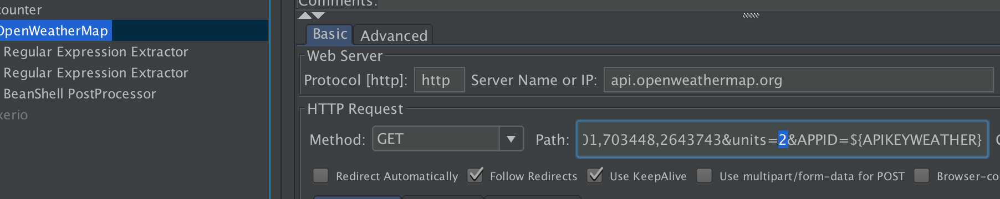 Comments:
counter
OpenWeatherMap
Regular Expression Extractor
Regular Expression Extractor
BeanShell PostProcessor
xerio
Basic
Advanced
Web Server
Protocol [http]: http Server Name or IP: api.openweathermap.org
HTTP Request
Method: GET Path: 01,703448,2643743&units=2&APPID=${APIKEYWEATHER}
Redirect Automatically Follow Redirects Use KeepAlive Use multipart/form-data for POST Browser-co